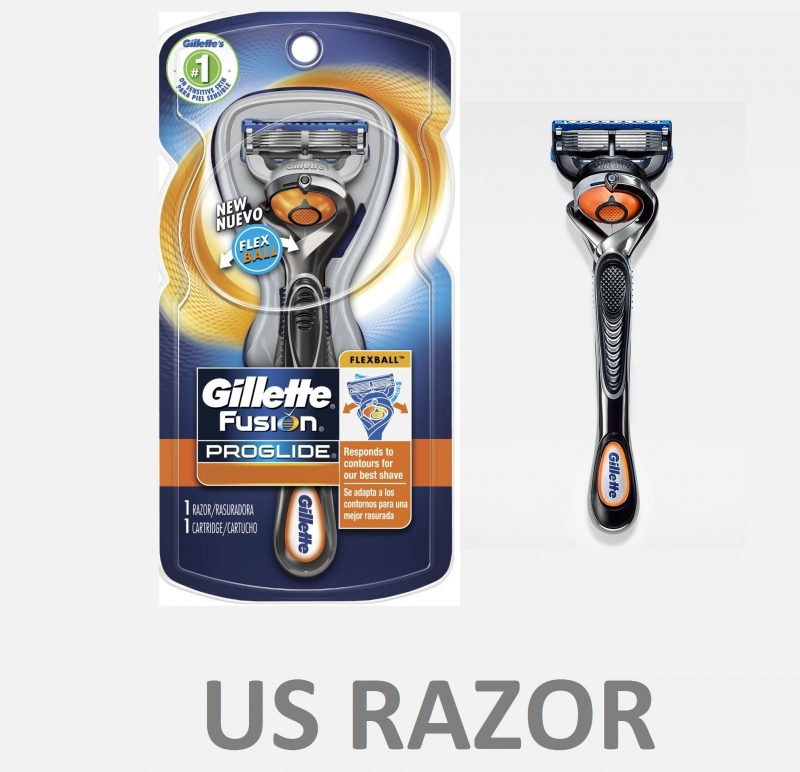 Gillette's
#1
ON SENSITIVE SKIN
PARA PIEL SENSIBLE
Gillette
NEW
NUEVO
FLEX
BALL
FLEXBALL™
Gillette®
Fusion®
PROGLIDE®
Responds to
contours for
our best shave
Se adapta a los
contornos para una
mejor rasurada
1 RAZOR/RASURADORA
1 CARTRIDGE/CARTUCHO
Gillette
Gillette
US RAZOR